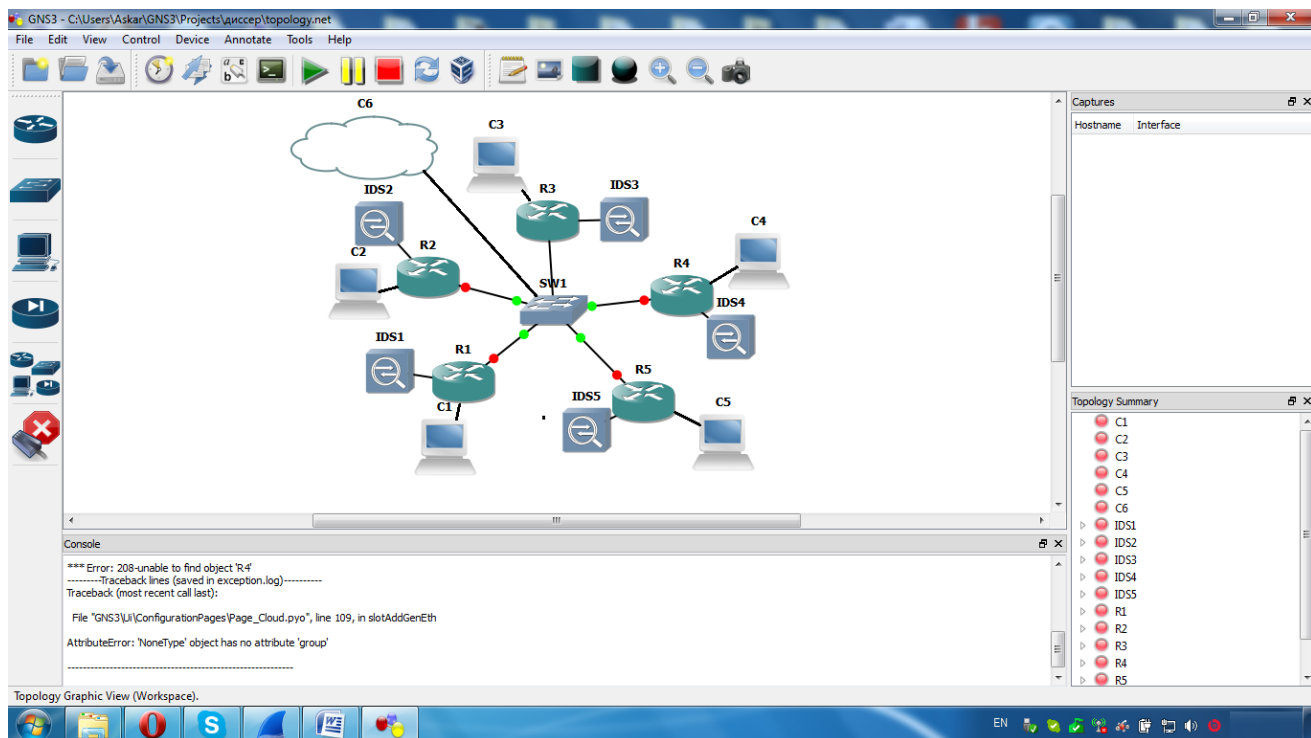 GNS3 - C:\Users\Askar\GNS3\Projects\диссер\topology.net
File Edit View Control Device Annotate Tools Help
C6
C3
IDS2
R3
IDS3
C4
C2
R2
R4
SW1
IDS4
IDS1
R1
R5
C1
IDS5
C5
Captures
Hostname Interface
Topology Summary
C1
C2
C3
C4
C5
C6
IDS1
IDS2
IDS3
IDS4
IDS5
R1
R2
R3
R4
R5
Console
*** Error: 208-unable to find object 'R4'
---------Traceback lines (saved in exception.log)----------
Traceback (most recent call last):
File "GNS3\Ui\ConfigurationPages\Page_Cloud.pyo", line 109, in slotAddGenEth
AttributeError: 'NoneType' object has no attribute 'group'
------------------------------------------------------------
Topology Graphic View (Workspace).
EN